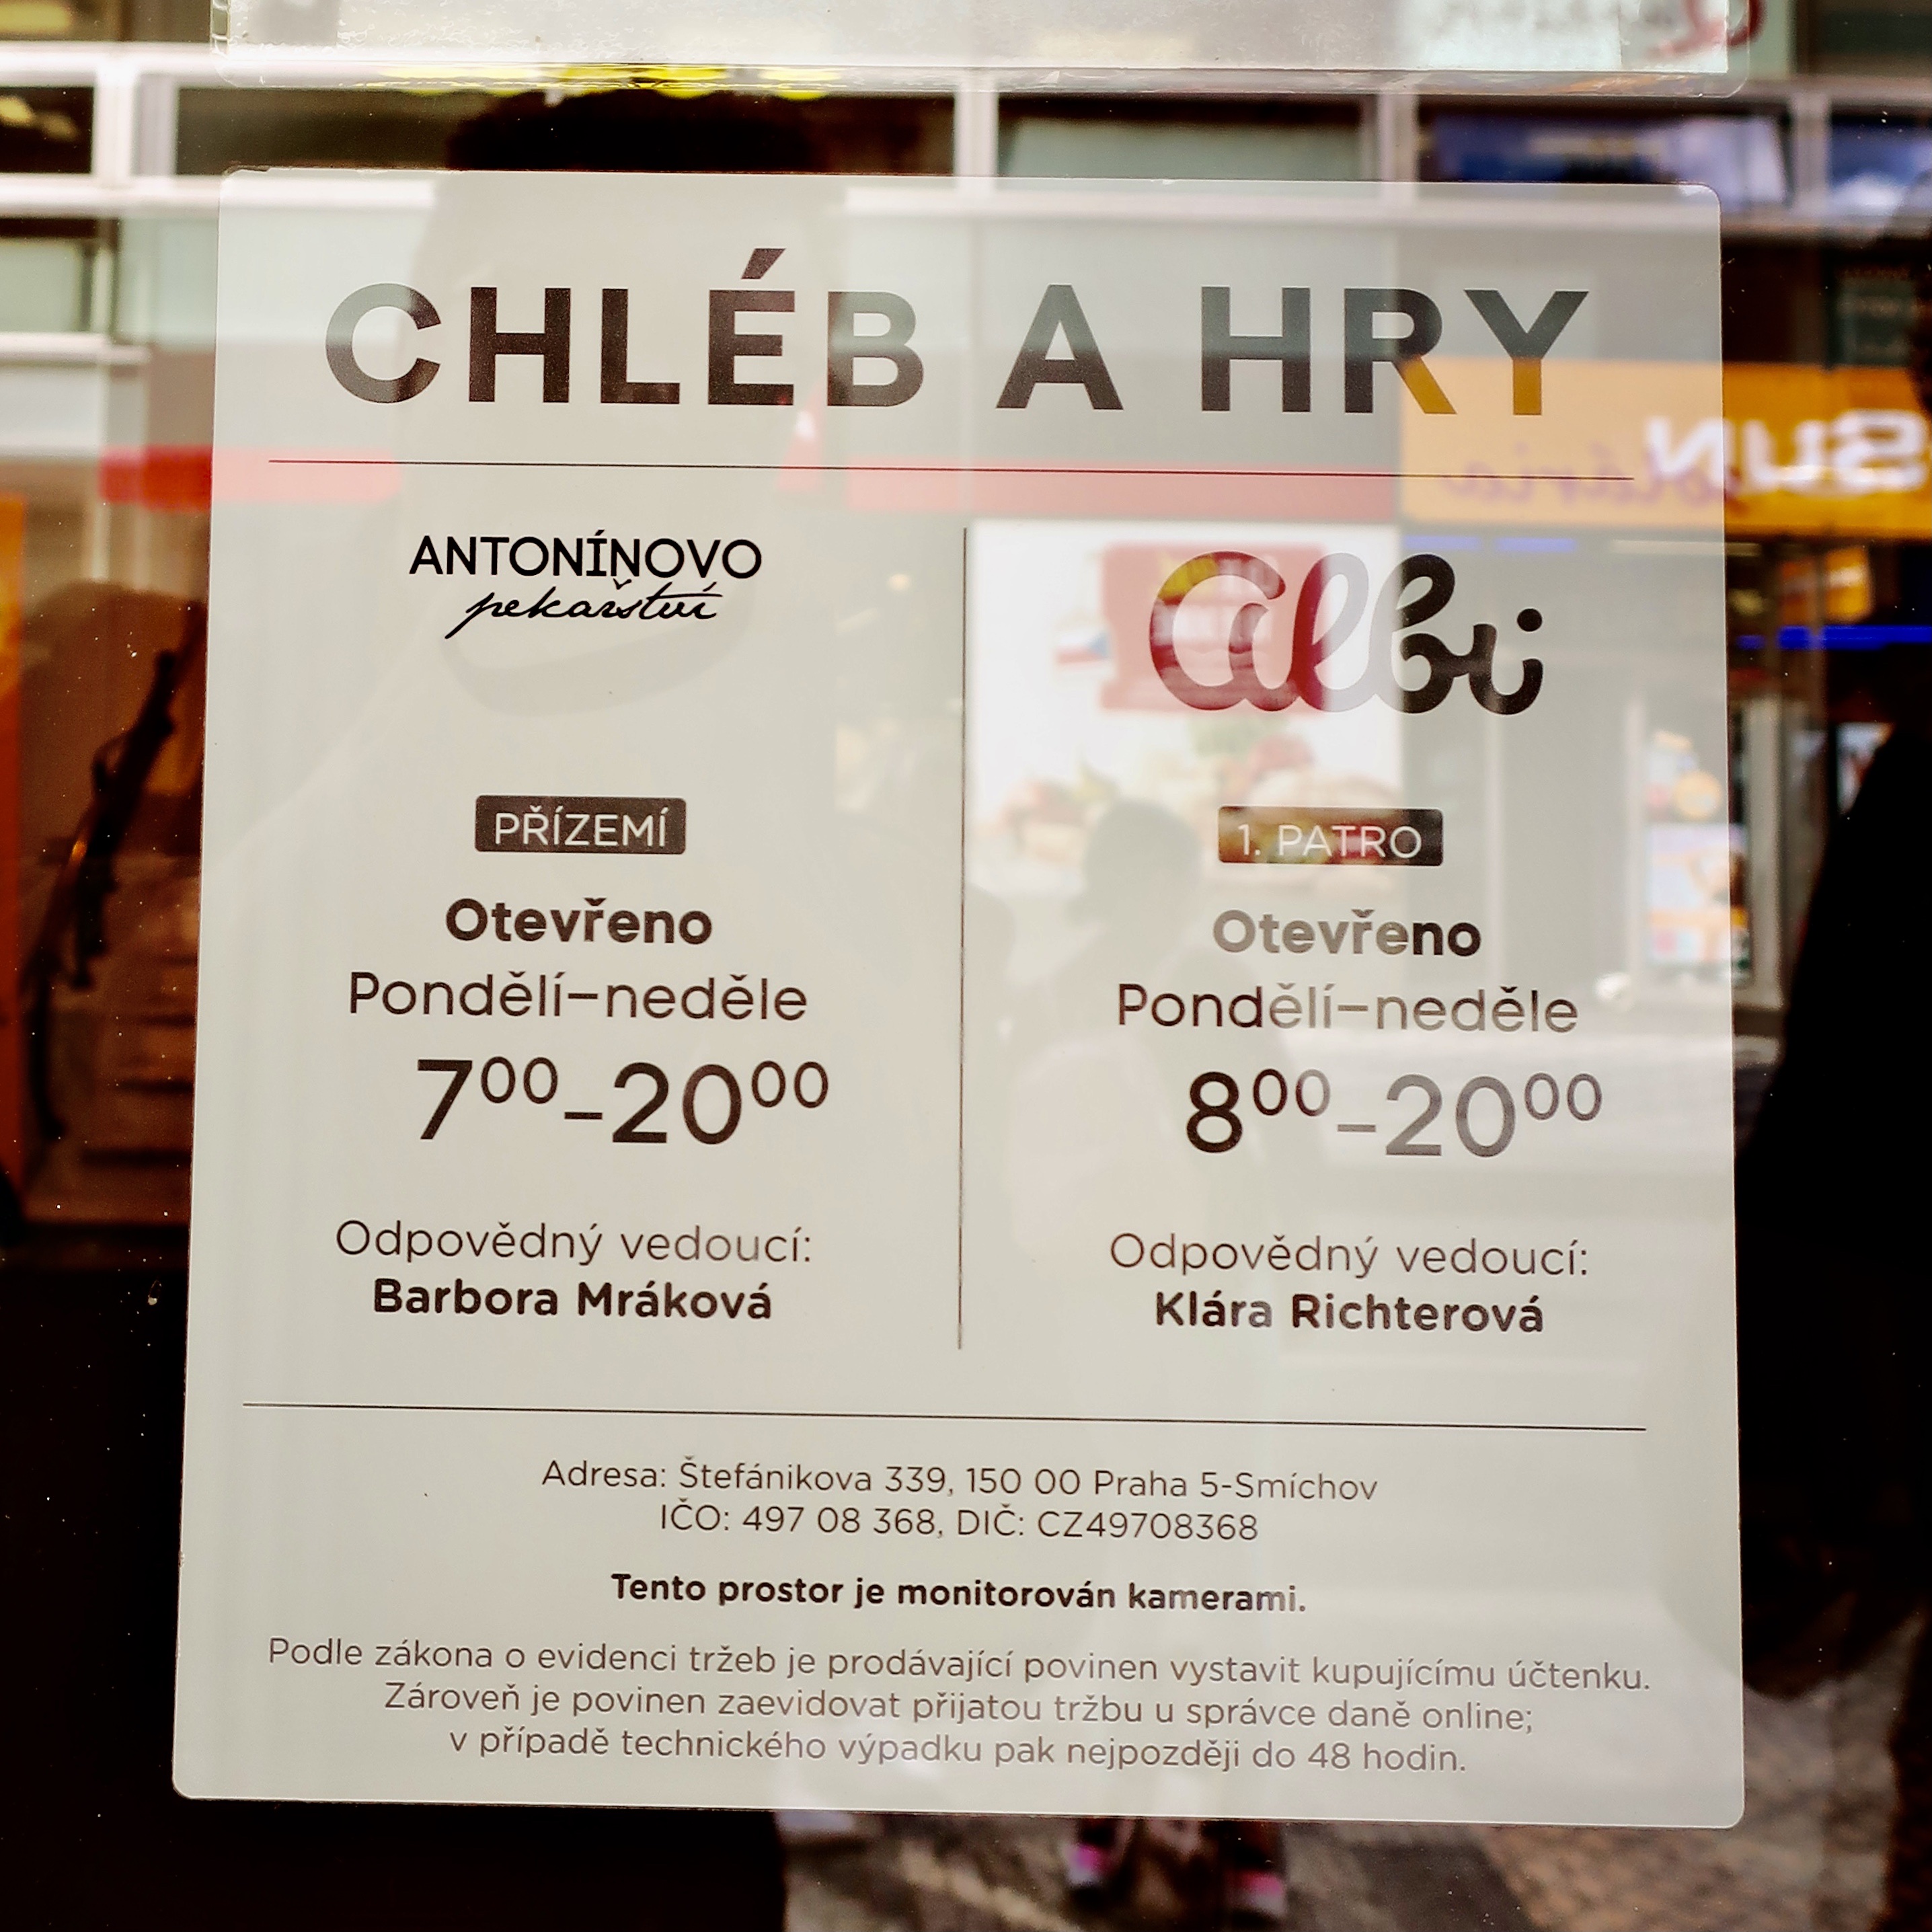 CHLÉB A HRY
ANTONÍNOVO
pekařství
PŘÍZEMÍ
Otevřeno
Pondělí–neděle
7⁰⁰–20⁰⁰
Odpovědný vedoucí:
Barbora Mráková
albi
1. PATRO
Otevřeno
Pondělí–neděle
8⁰⁰–20⁰⁰
Odpovědný vedoucí:
Klára Richterová
Adresa: Štefánikova 339, 150 00 Praha 5-Smíchov
IČO: 497 08 368, DIČ: CZ49708368
Tento prostor je monitorován kamerami.
Podle zákona o evidenci tržeb je prodávající povinen vystavit kupujícímu účtenku.
Zároveň je povinen zaevidovat přijatou tržbu u správce daně online;
v případě technického výpadku pak nejpozději do 48 hodin.
SUN